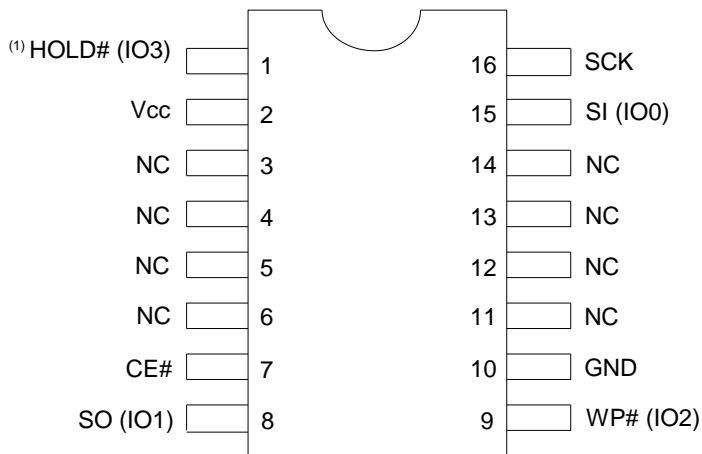 (1) HOLD# (IO3) 1 16 SCK
Vcc 2 15 SI (IO0)
NC 3 14 NC
NC 4 13 NC
NC 5 12 NC
NC 6 11 NC
CE# 7 10 GND
SO (IO1) 8 9 WP# (IO2)